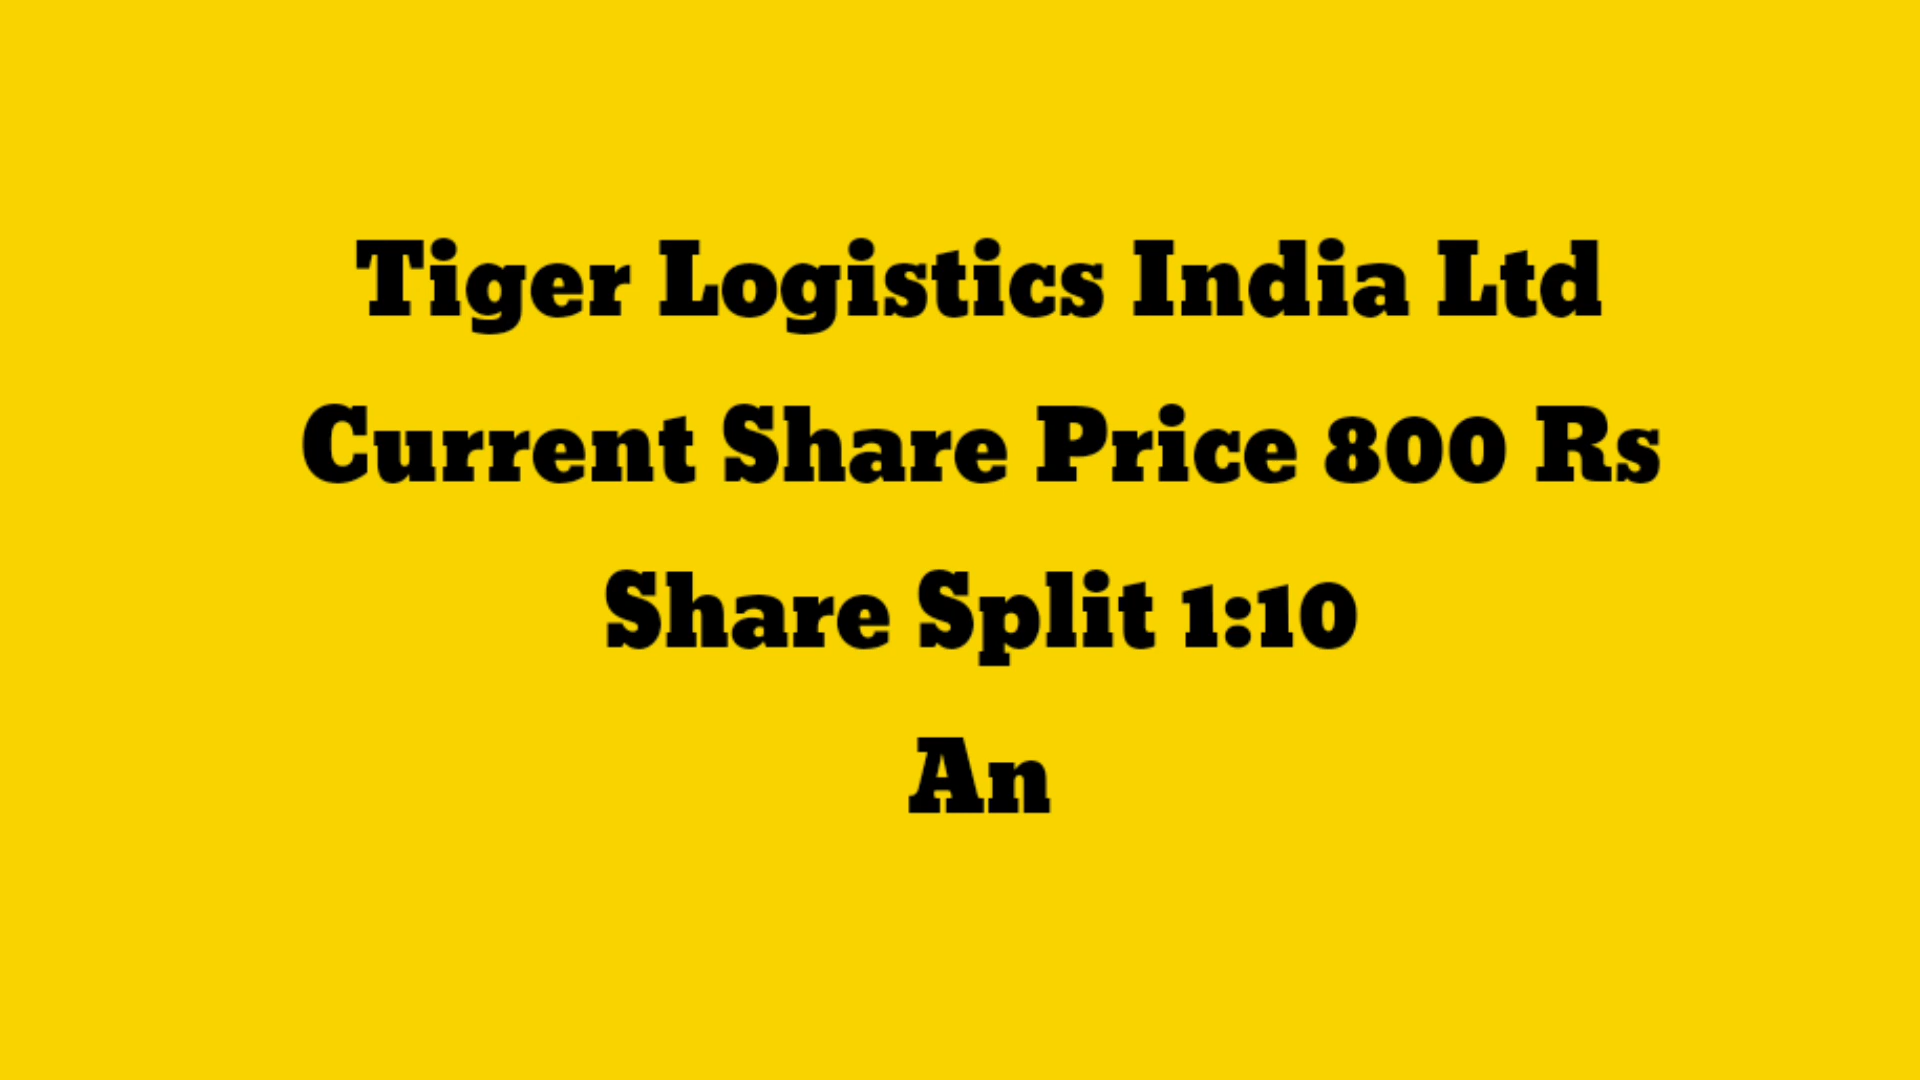 Tiger Logistics India Ltd
Current Share Price 800 Rs
Share Split 1:10
An